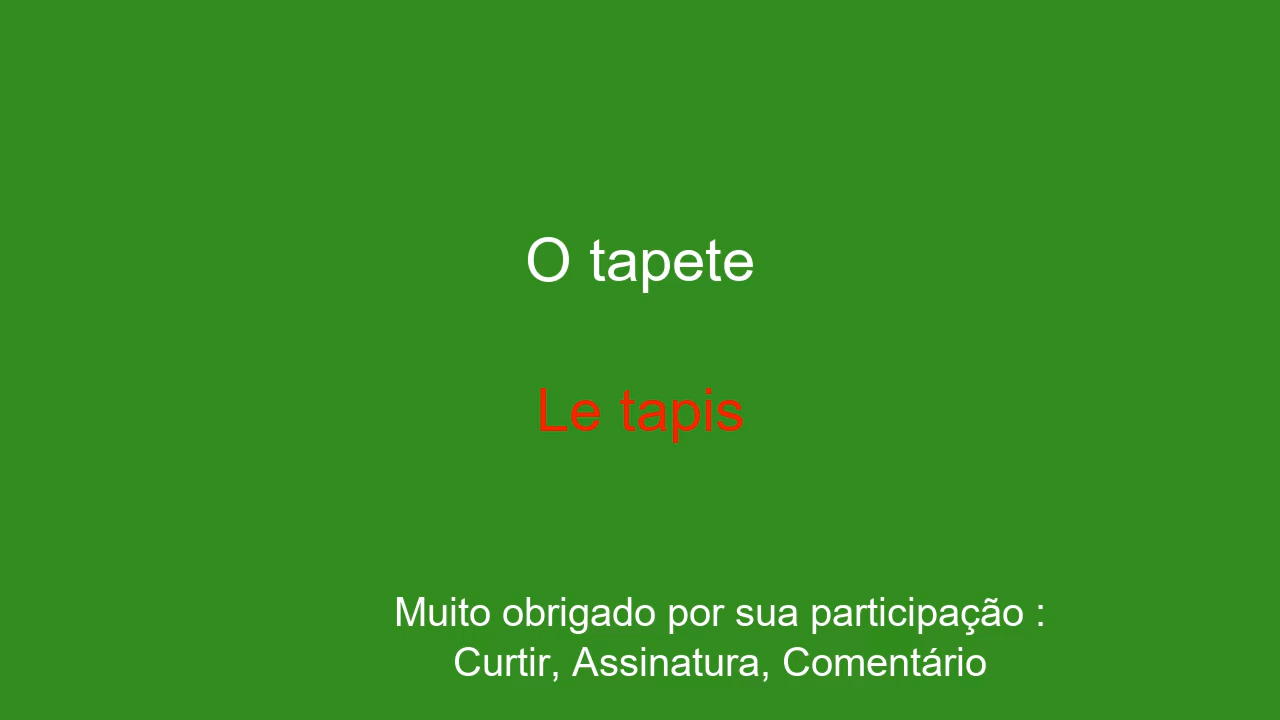 O tapete
Le tapis
Muito obrigado por sua participação :
Curtir, Assinatura, Comentário